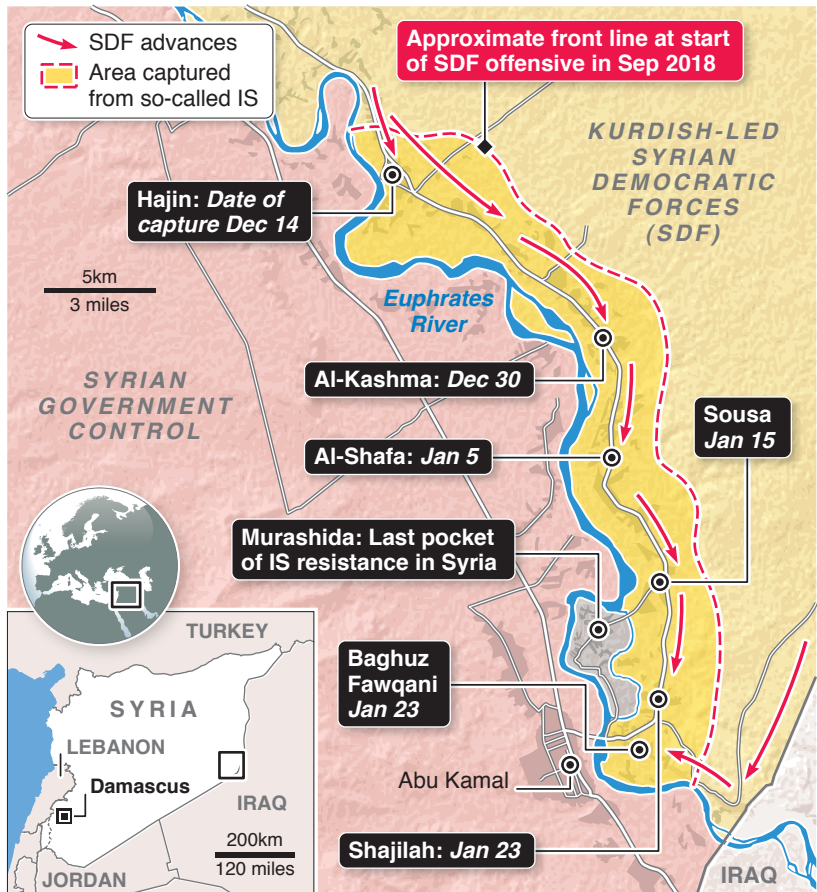 SDF advances
Area captured
from so-called IS
Approximate front line at start
of SDF offensive in Sep 2018
KURDISH-LED
SYRIAN
DEMOCRATIC
FORCES
(SDF)
Hajin: Date of
capture Dec 14
5km
3 miles
Euphrates
River
SYRIAN
GOVERNMENT
CONTROL
Al-Kashma: Dec 30
Sousa
Jan 15
Al-Shafa: Jan 5
Murashida: Last pocket
of IS resistance in Syria
Baghuz
Fawqani
Jan 23
Abu Kamal
Shajilah: Jan 23
IRAQ
TURKEY
SYRIA
LEBANON
Damascus
IRAQ
200km
120 miles
JORDAN